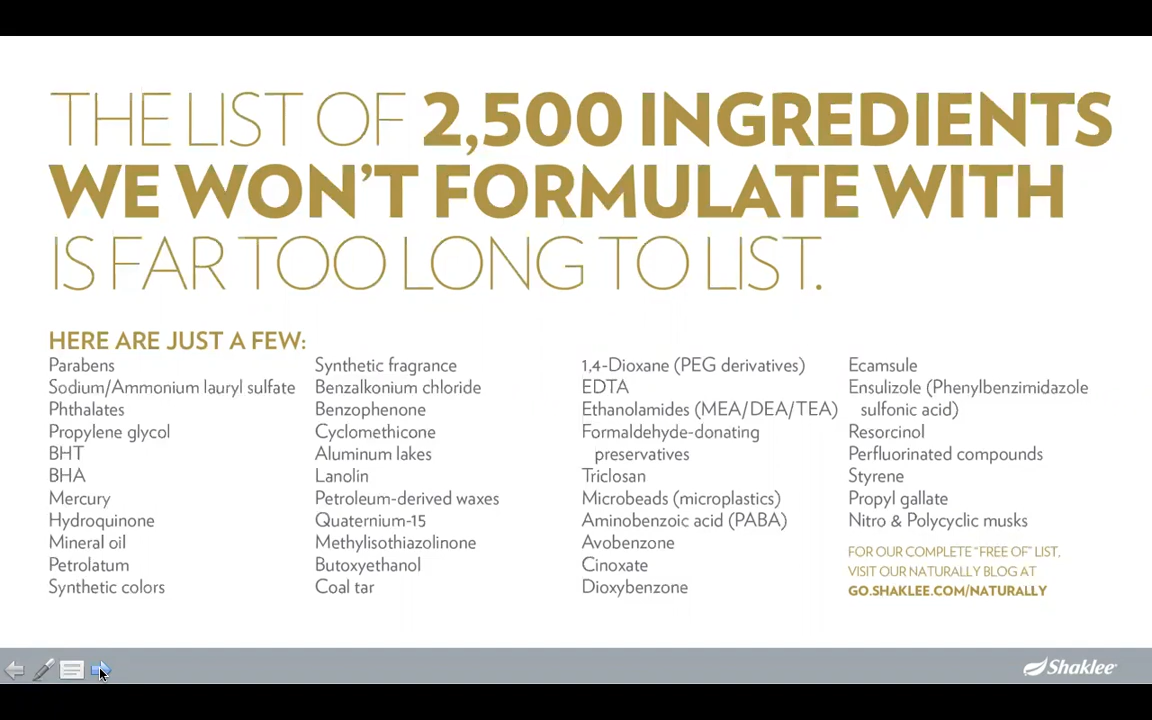 THE LIST OF 2,500 INGREDIENTS
WE WON'T FORMULATE WITH
IS FAR TOO LONG TO LIST.
HERE ARE JUST A FEW:
Parabens
Sodium/Ammonium lauryl sulfate
Phthalates
Propylene glycol
BHT
BHA
Mercury
Hydroquinone
Mineral oil
Petrolatum
Synthetic colors
Synthetic fragrance
Benzalkonium chloride
Benzophenone
Cyclomethicone
Aluminum lakes
Lanolin
Petroleum-derived waxes
Quaternium-15
Methylisothiazolinone
Butoxyethanol
Coal tar
1,4-Dioxane (PEG derivatives)
EDTA
Ethanolamides (MEA/DEA/TEA)
Formaldehyde-donating
preservatives
Triclosan
Microbeads (microplastics)
Aminobenzoic acid (PABA)
Avobenzone
Cinoxate
Dioxybenzone
Ecamsule
Ensulizole (Phenylbenzimidazole
sulfonic acid)
Resorcinol
Perfluorinated compounds
Styrene
Propyl gallate
Nitro & Polycyclic musks
FOR OUR COMPLETE "FREE OF" LIST,
VISIT OUR NATURALLY BLOG AT
GO.SHAKLEE.COM/NATURALLY
Shaklee